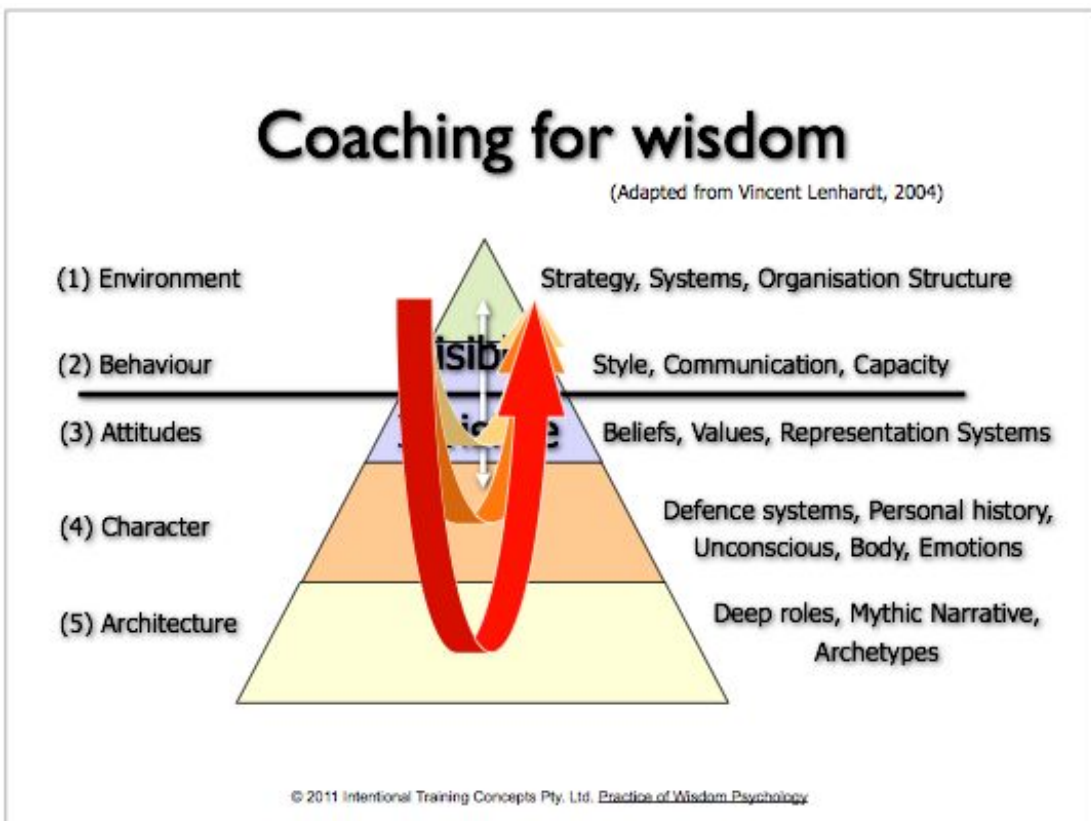 Coaching for wisdom
(Adapted from Vincent Lenhardt, 2004)
(1) Environment
Strategy, Systems, Organisation Structure
(2) Behaviour
Style, Communication, Capacity
(3) Attitudes
Beliefs, Values, Representation Systems
(4) Character
Defence systems, Personal history,
Unconscious, Body, Emotions
(5) Architecture
Deep roles, Mythic Narrative,
Archetypes
© 2011 Intentional Training Concepts Pty. Ltd. Practice of Wisdom Psychology